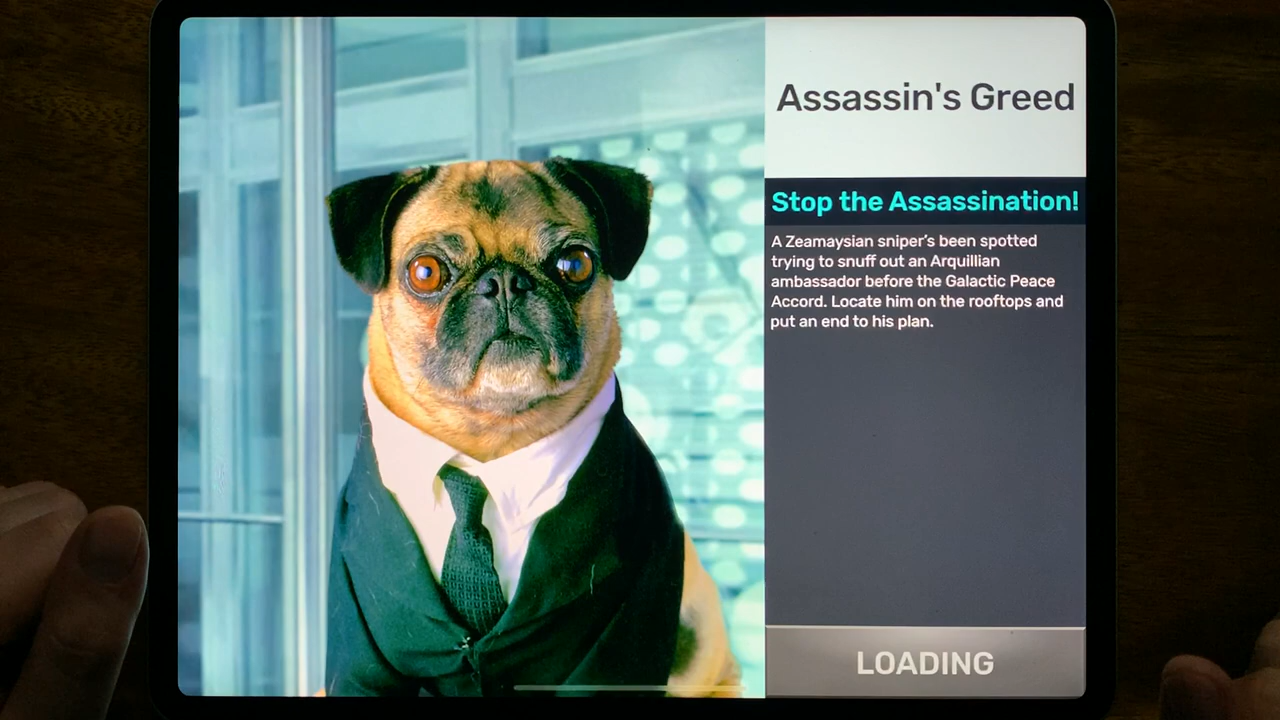 Assassin's Greed
Stop the Assassination!
A Zeamaysian sniper's been spotted
trying to snuff out an Arquillian
ambassador before the Galactic Peace
Accord. Locate him on the rooftops and
put an end to his plan.
LOADING